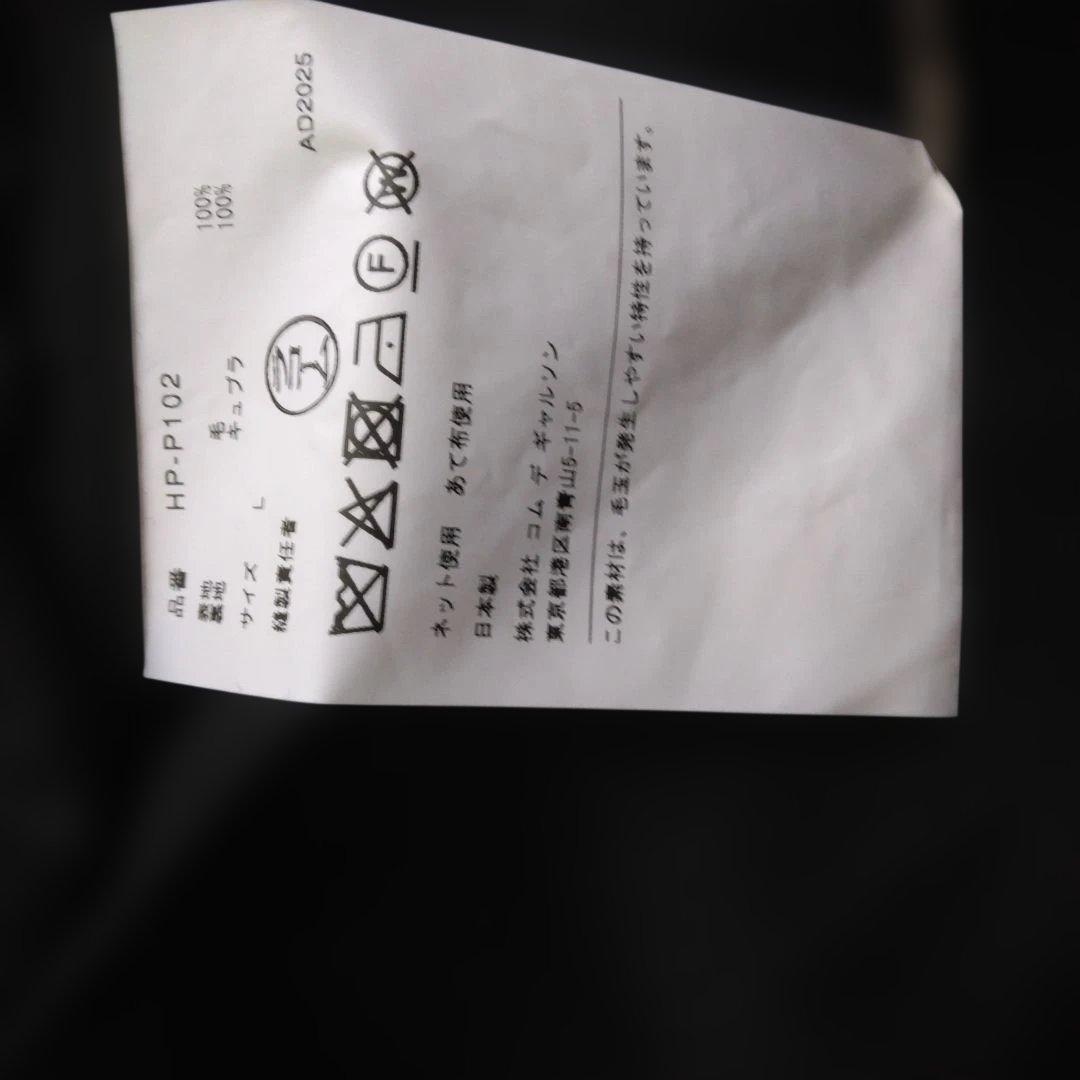 品番 HP-P102
表地 毛 100%
裏地 キュプラ 100%
サイズ L
縫製責任者
AD2025
F
W
ネット使用 あて布使用
日本製
株式会社 コム デ ギャルソン
東京都港区南青山5-11-5
この素材は、毛玉が発生しやすい特性を持っています。